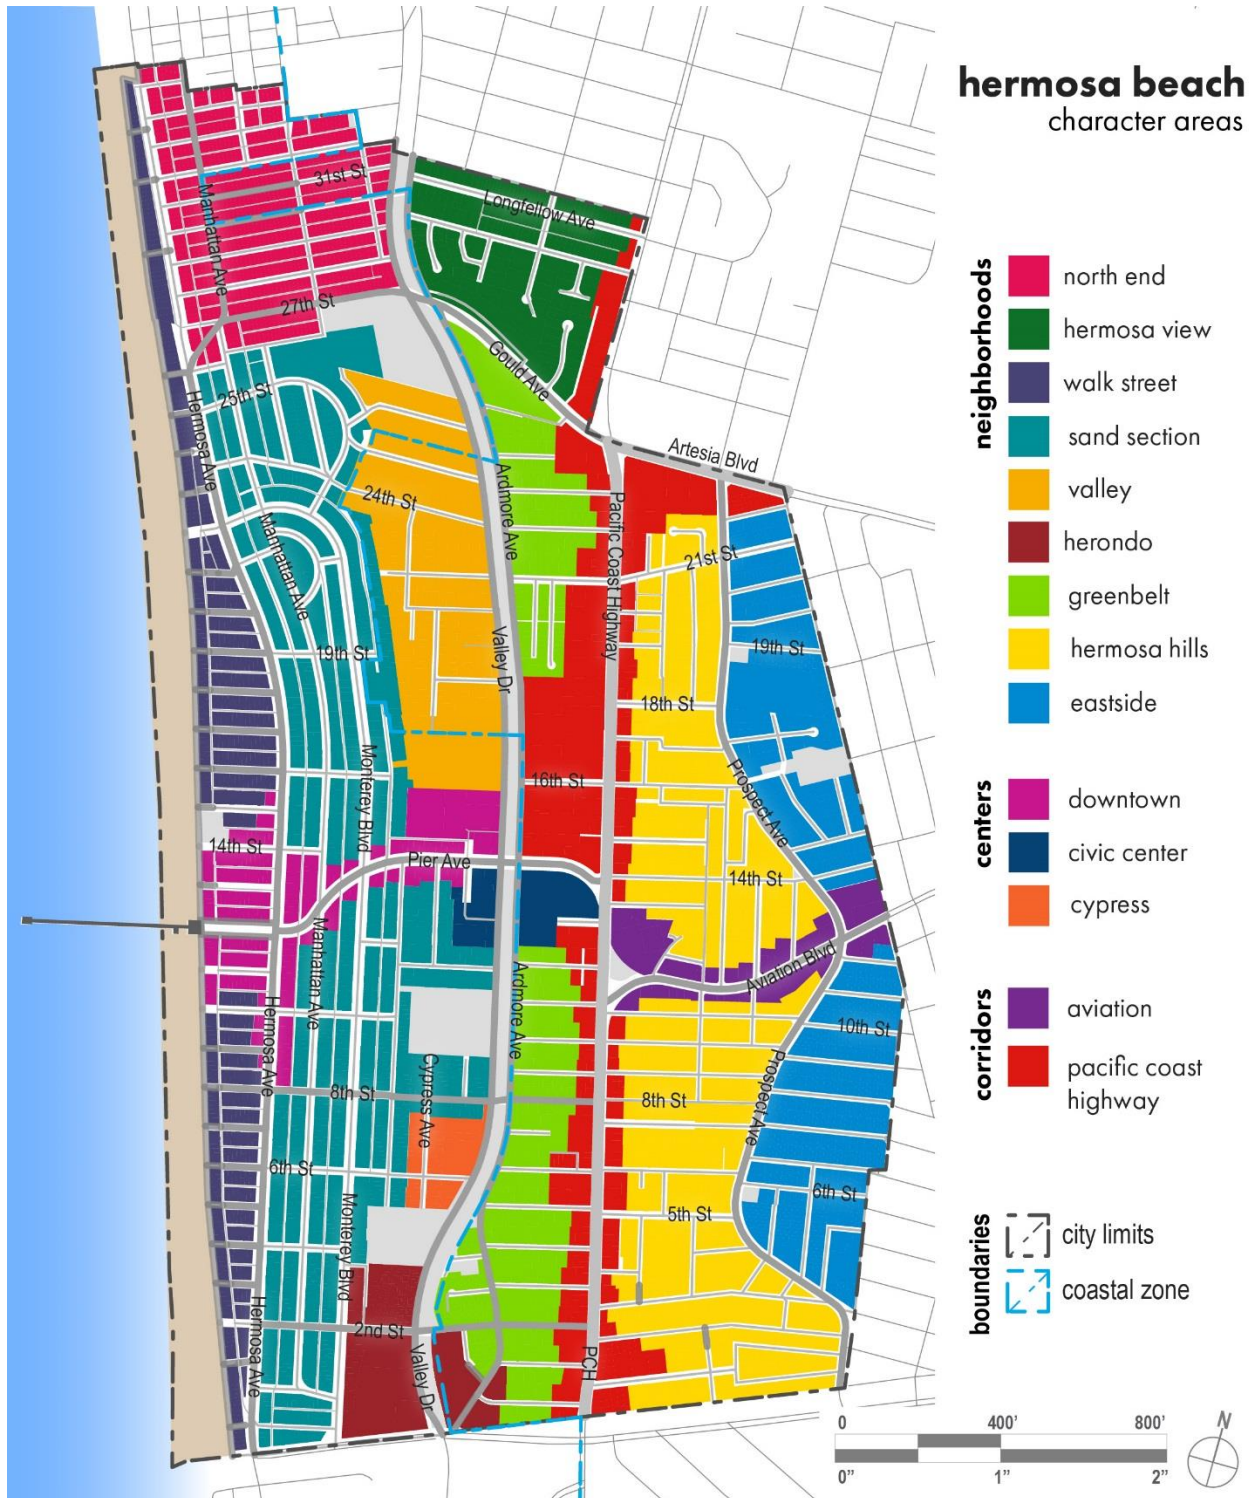 hermosa beach
character areas
neighborhoods
north end
hermosa view
walk street
sand section
valley
herondo
greenbelt
hermosa hills
eastside
centers
downtown
civic center
cypress
corridors
aviation
pacific coast
highway
boundaries
city limits
coastal zone
31st St
Manhattan Ave
Longfellow Ave
27th St
Gould Ave
25th St
Hermosa Ave
Artesia Blvd
24th St
Ardmore Ave
Pacific Coast Highway
Manhattan Ave
21st St
19th St
Valley Dr
19th St
18th St
Monterey Blvd
16th St
Prospect Ave
14th St
Pier Ave
14th St
Manhattan Ave
Aviation Blvd
Hermosa Ave
Ardmore Ave
10th St
Cypress Ave
Prospect Ave
8th St
8th St
6th St
Monterey Blvd
5th St
6th St
Hermosa Ave
2nd St
Valley Dr
PCH
0 400' 800'
0" 1" 2"
N